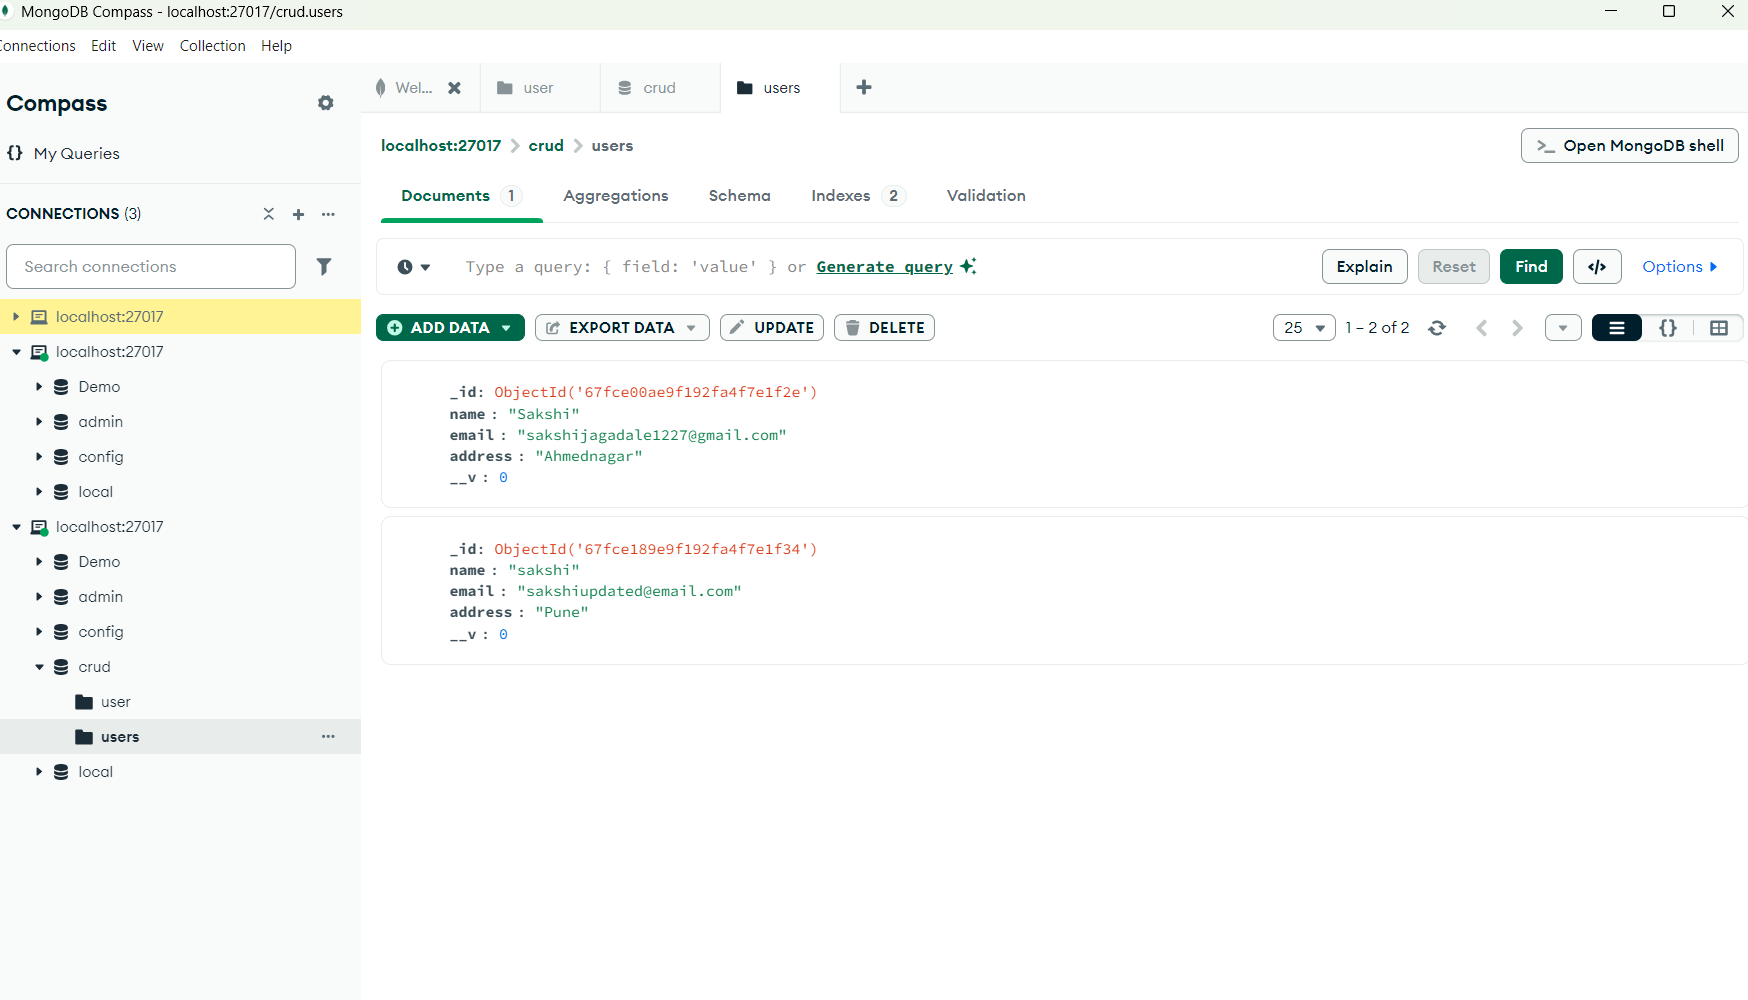 MongoDB Compass - localhost:27017/crud.users
Connections Edit View Collection Help
Compass
{} My Queries
CONNECTIONS (3)
Search connections
localhost:27017
localhost:27017
Demo
admin
config
local
localhost:27017
Demo
admin
config
crud
user
users
local
Wel... user crud users
localhost:27017 > crud > users
>_ Open MongoDB shell
Documents 1 Aggregations Schema Indexes 2 Validation
Type a query: { field: 'value' } or Generate query
Explain Reset Find </> Options
ADD DATA EXPORT DATA UPDATE DELETE
25 1 – 2 of 2 {}
_id: ObjectId('67fce00ae9f192fa4f7e1f2e')
name : "Sakshi"
email : "sakshijagadale1227@gmail.com"
address : "Ahmednagar"
__v : 0
_id: ObjectId('67fce189e9f192fa4f7e1f34')
name : "sakshi"
email : "sakshiupdated@email.com"
address : "Pune"
__v : 0